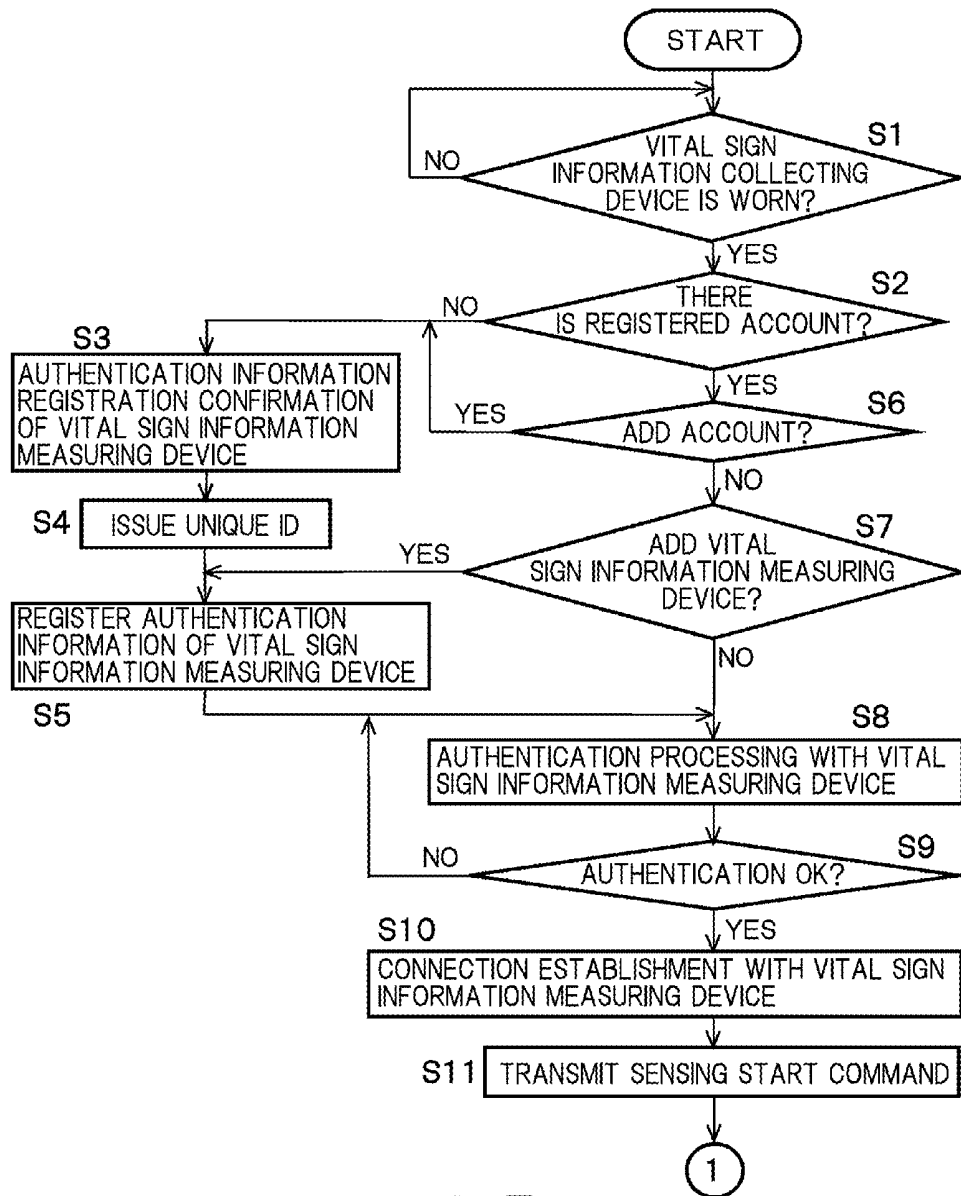 START
S1
NO
VITAL SIGN
INFORMATION COLLECTING
DEVICE IS WORN?
YES
S2
NO
THERE
IS REGISTERED ACCOUNT?
S3
AUTHENTICATION INFORMATION
REGISTRATION CONFIRMATION
OF VITAL SIGN INFORMATION
MEASURING DEVICE
YES
S6
YES
ADD ACCOUNT?
NO
S4
ISSUE UNIQUE ID
S7
YES
ADD VITAL
SIGN INFORMATION MEASURING
DEVICE?
REGISTER AUTHENTICATION
INFORMATION OF VITAL SIGN
INFORMATION MEASURING DEVICE
NO
S5
S8
AUTHENTICATION PROCESSING WITH VITAL
SIGN INFORMATION MEASURING DEVICE
S9
NO
AUTHENTICATION OK?
YES
S10
CONNECTION ESTABLISHMENT WITH VITAL SIGN
INFORMATION MEASURING DEVICE
S11
TRANSMIT SENSING START COMMAND
1